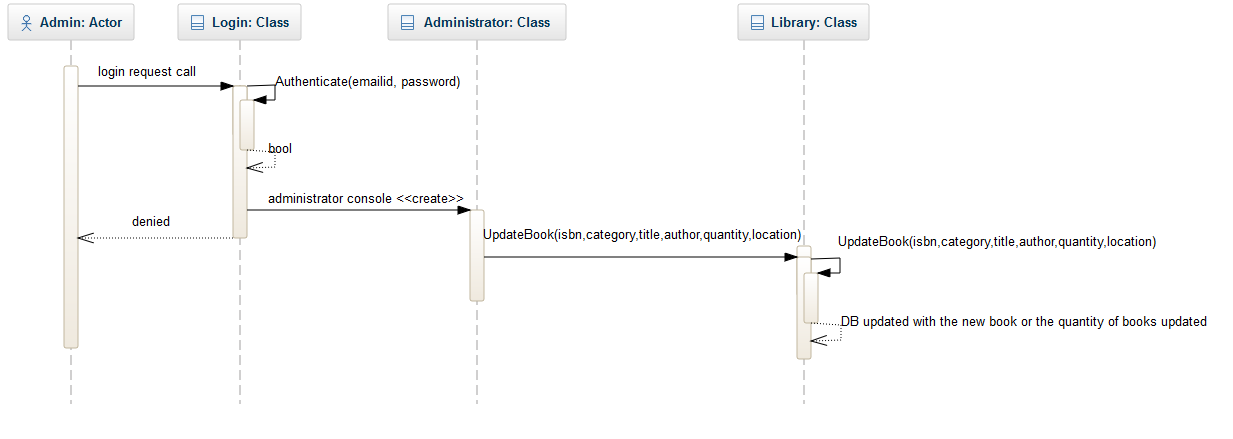 Admin: Actor
Login: Class
Administrator: Class
Library: Class
login request call
Authenticate(emailid, password)
bool
administrator console <<create>>
denied
UpdateBook(isbn,category,title,author,quantity,location)
UpdateBook(isbn,category,title,author,quantity,location)
DB updated with the new book or the quantity of books updated